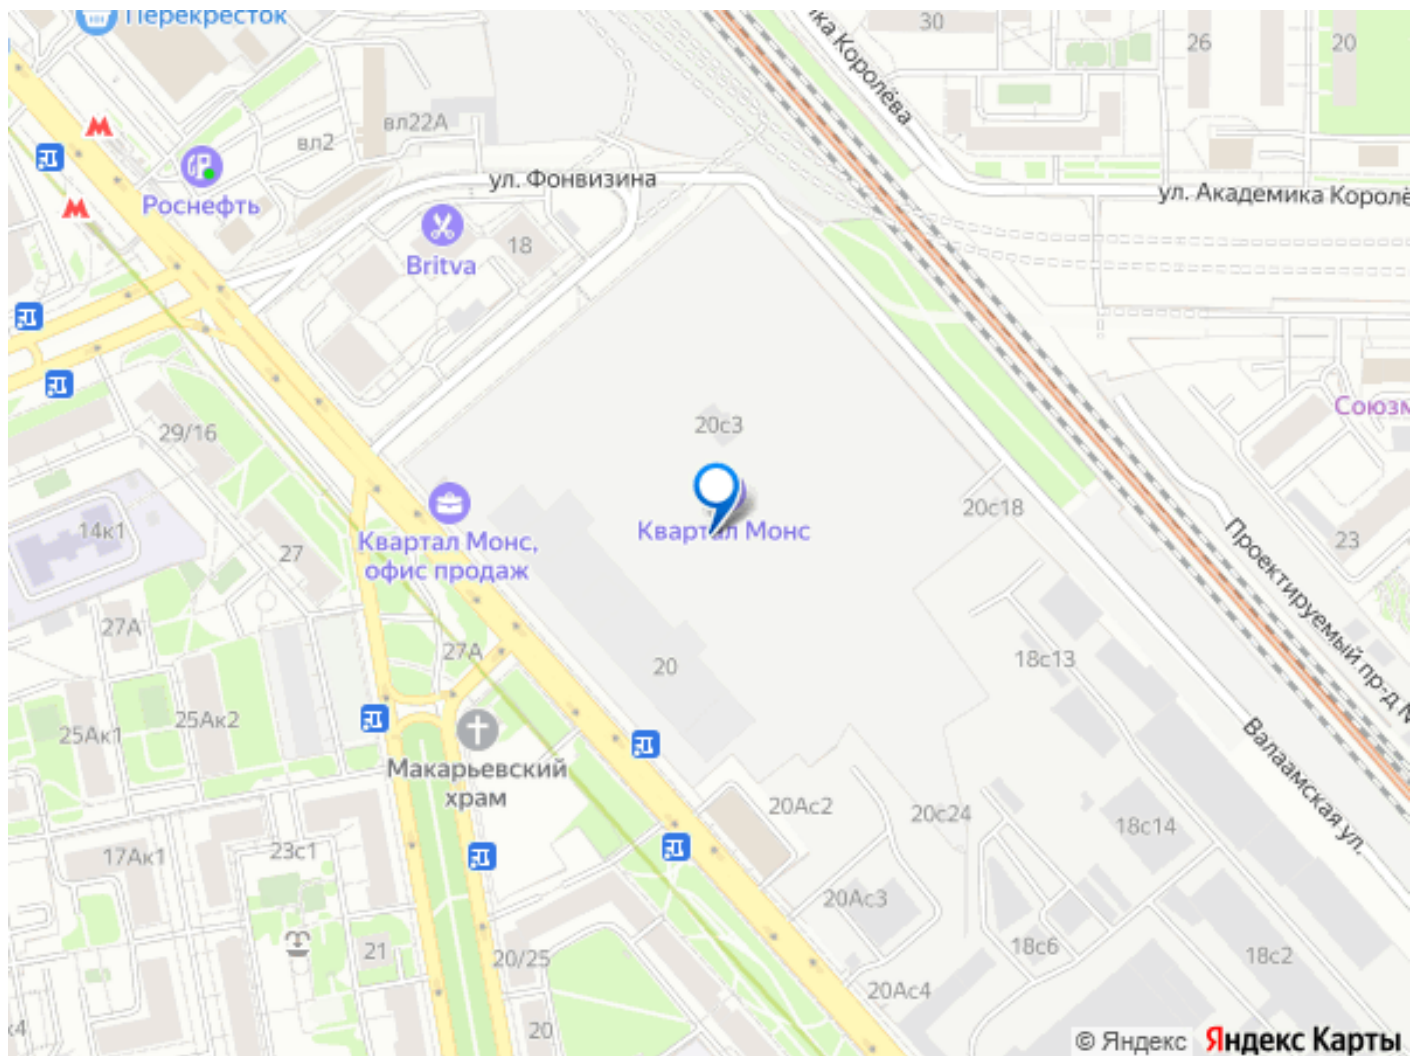 Перекресток
30
26
20
ика Королёва
вл22А
вл2
ул. Фонвизина
Роснефть
ул. Академика Королё
18
Britva
29/16
20с3
Союзм
20с18
Квартал Монс
14к1
Квартал Монс,
офис продаж
27
23
Проектируемый пр-д №
27А
27А
20
18с13
25Ак2
25Ак1
Макарьевский
храм
Валаамская ул.
20Ас2
20с24
18с14
17Ак1
23с1
20Ас3
18с6
18с2
21
20/25
20Ас4
к4
20
© Яндекс
Яндекс Карты